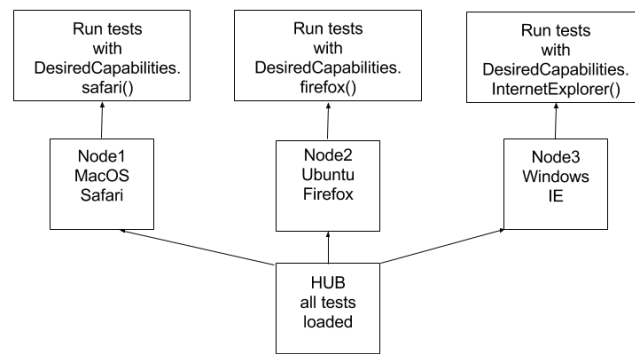 Run tests
with
DesiredCapabilities.
safari()
Run tests
with
DesiredCapabilities.
firefox()
Run tests
with
DesiredCapabilities.
InternetExplorer()
Node1
MacOS
Safari
Node2
Ubuntu
Firefox
Node3
Windows
IE
HUB
all tests
loaded